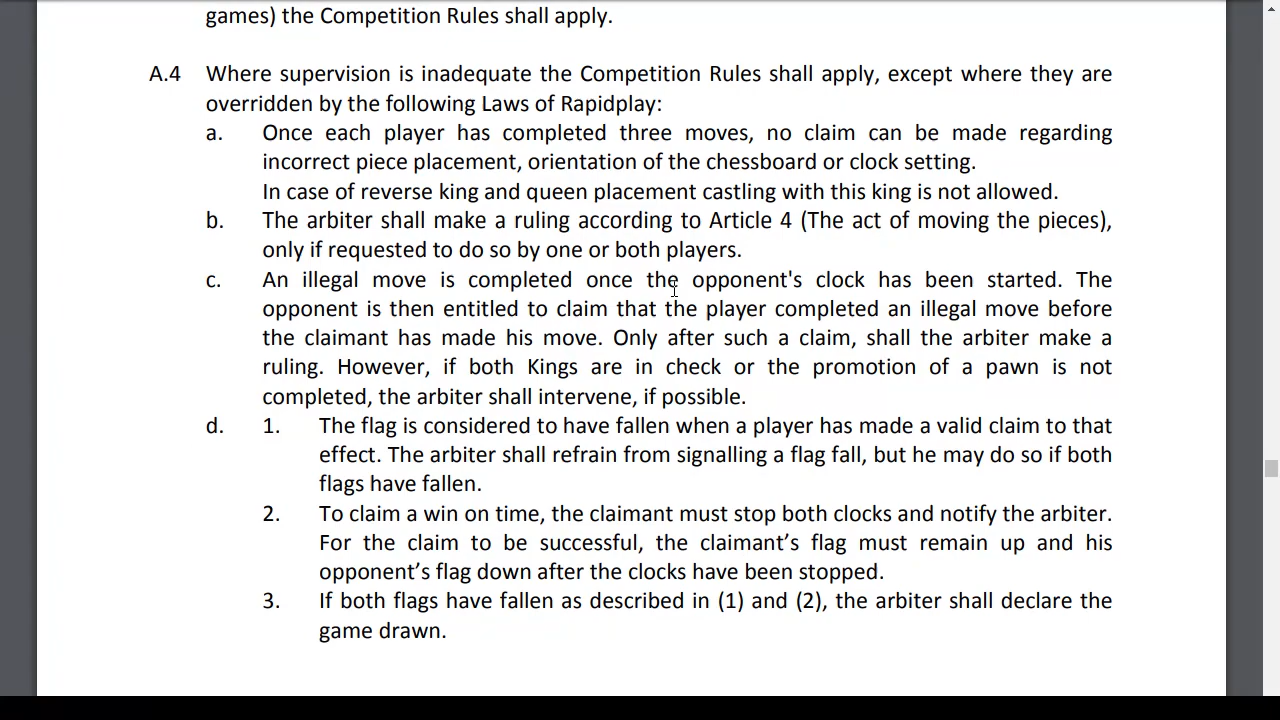 games) the Competition Rules shall apply.
A.4 Where supervision is inadequate the Competition Rules shall apply, except where they are
overridden by the following Laws of Rapidplay:
a. Once each player has completed three moves, no claim can be made regarding
incorrect piece placement, orientation of the chessboard or clock setting.
In case of reverse king and queen placement castling with this king is not allowed.
b. The arbiter shall make a ruling according to Article 4 (The act of moving the pieces),
only if requested to do so by one or both players.
c. An illegal move is completed once the opponent's clock has been started. The
opponent is then entitled to claim that the player completed an illegal move before
the claimant has made his move. Only after such a claim, shall the arbiter make a
ruling. However, if both Kings are in check or the promotion of a pawn is not
completed, the arbiter shall intervene, if possible.
d. 1. The flag is considered to have fallen when a player has made a valid claim to that
effect. The arbiter shall refrain from signalling a flag fall, but he may do so if both
flags have fallen.
2. To claim a win on time, the claimant must stop both clocks and notify the arbiter.
For the claim to be successful, the claimant’s flag must remain up and his
opponent’s flag down after the clocks have been stopped.
3. If both flags have fallen as described in (1) and (2), the arbiter shall declare the
game drawn.